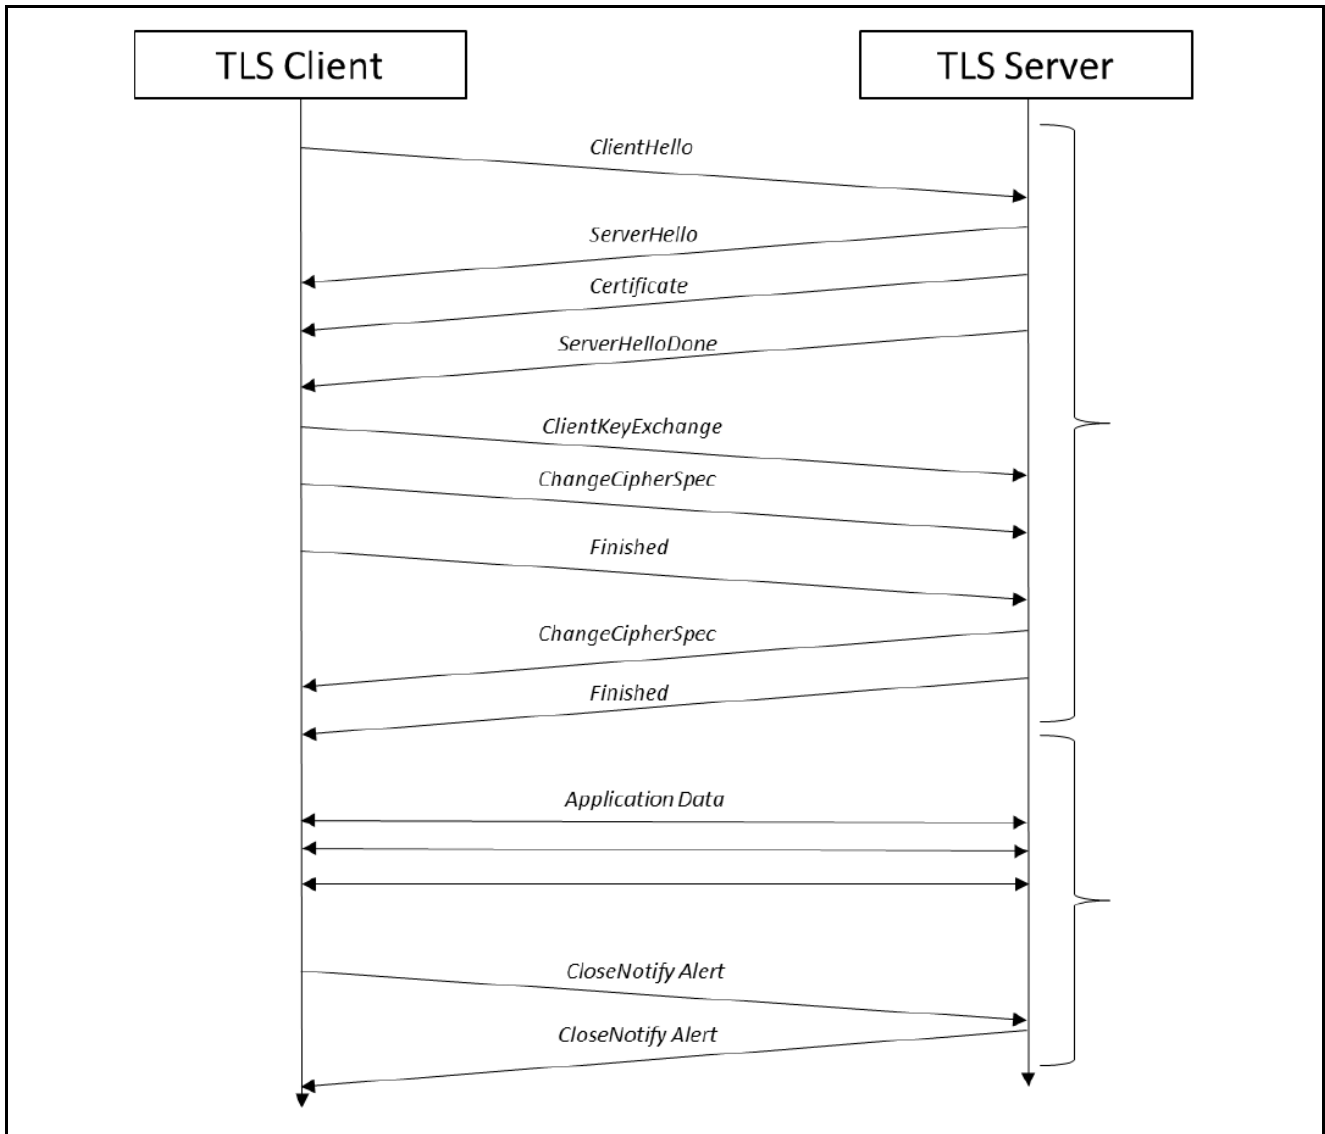 TLS Client
TLS Server
ClientHello
ServerHello
Certificate
ServerHelloDone
ClientKeyExchange
ChangeCipherSpec
Finished
ChangeCipherSpec
Finished
Application Data
CloseNotify Alert
CloseNotify Alert